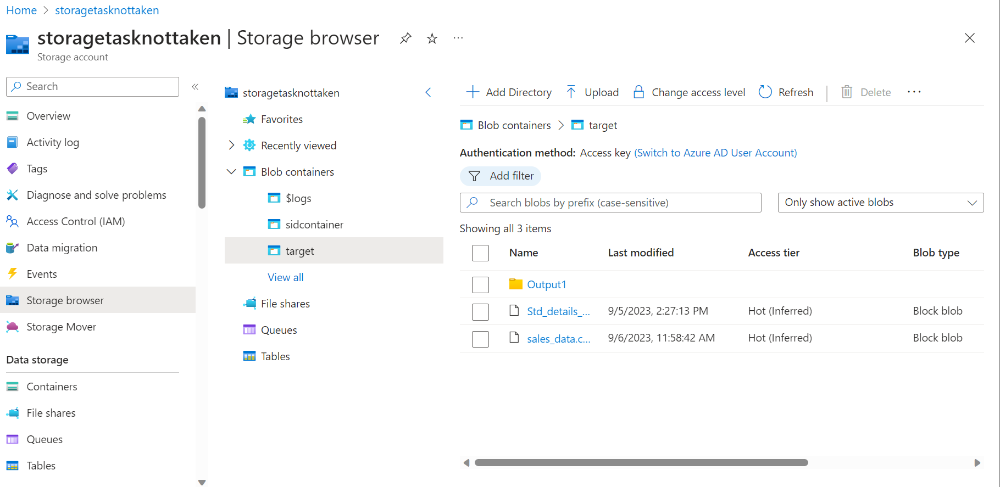 Home > storagetasknottaken
storagetasknottaken | Storage browser
Storage account
Search
Overview
Activity log
Tags
Diagnose and solve problems
Access Control (IAM)
Data migration
Events
Storage browser
Storage Mover
Data storage
Containers
File shares
Queues
Tables
storagetasknottaken
Favorites
Recently viewed
Blob containers
$logs
sidcontainer
target
View all
File shares
Queues
Tables
Add Directory Upload Change access level Refresh | Delete ...
Blob containers > target
Authentication method: Access key (Switch to Azure AD User Account)
Add filter
Search blobs by prefix (case-sensitive) Only show active blobs
Showing all 3 items
Name Last modified Access tier Blob type
Output1
Std_details_... 9/5/2023, 2:27:13 PM Hot (Inferred) Block blob
sales_data.c... 9/6/2023, 11:58:42 AM Hot (Inferred) Block blob